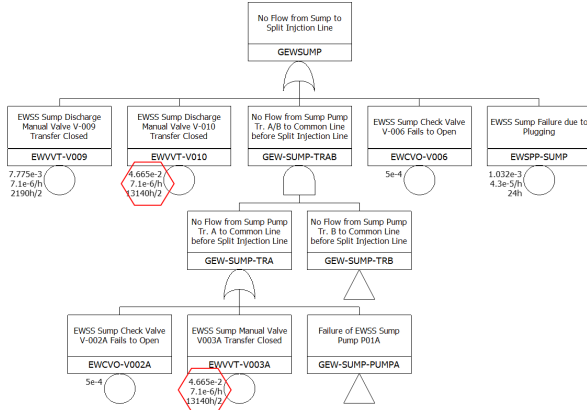 No Flow from Sump to
Split Injction Line
GEWSUMP
EWSS Sump Discharge
Manual Valve V-009
Transfer Closed
EWVVT-V009
7.775e-3
7.1e-6/h
2190h/2
EWSS Sump Discharge
Manual Valve V-010
Transfer Closed
EWVVT-V010
4.665e-2
7.1e-6/h
13140h/2
No Flow from Sump Pump
Tr. A/B to Common Line
before Split Injection Line
GEW-SUMP-TRAB
EWSS Sump Check Valve
V-006 Fails to Open
EWCVO-V006
5e-4
EWSS Sump Failure due to
Plugging
EWSPP-SUMP
1.032e-3
4.3e-5/h
24h
No Flow from Sump Pump
Tr. A to Common Line
before Split Injection Line
GEW-SUMP-TRA
No Flow from Sump Pump
Tr. B to Common Line
before Split Injection Line
GEW-SUMP-TRB
EWSS Sump Check Valve
V-002A Fails to Open
EWCVO-V002A
5e-4
EWSS Sump Manual Valve
V003A Transfer Closed
EWVVT-V003A
4.665e-2
7.1e-6/h
13140h/2
Failure of EWSS Sump
Pump P01A
GEW-SUMP-PUMPA